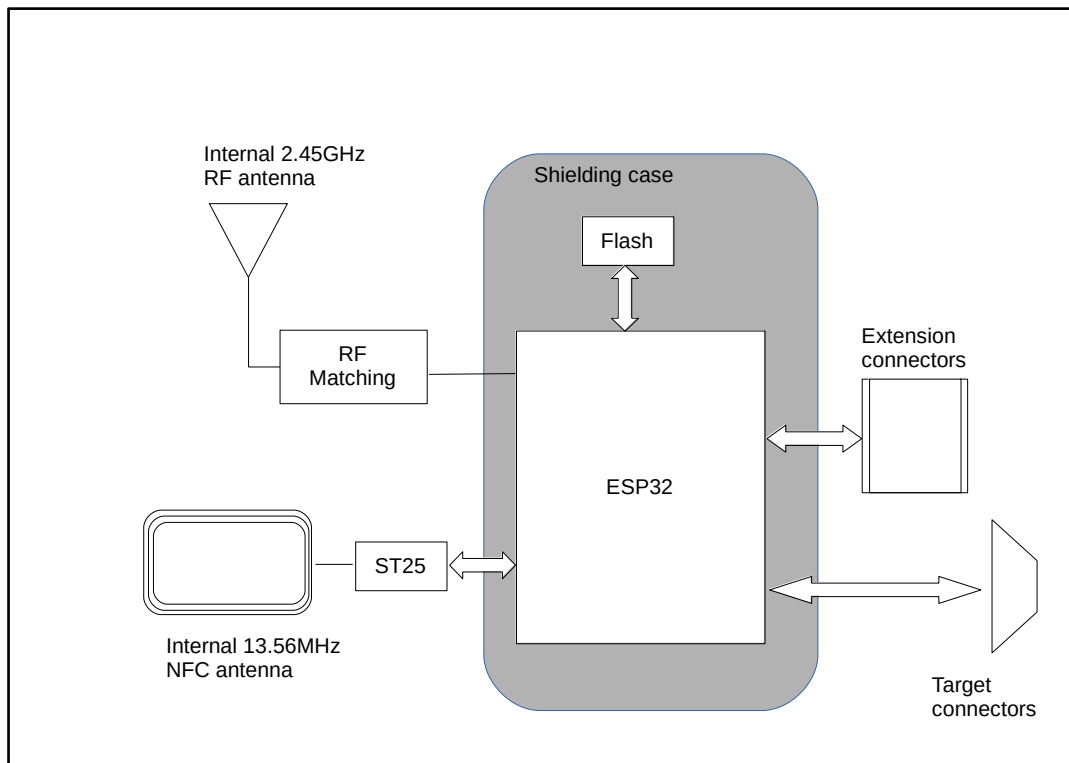 Internal 2.45GHz
RF antenna
Shielding case
Flash
RF
Matching
Extension
connectors
ESP32
ST25
Internal 13.56MHz
NFC antenna
Target
connectors